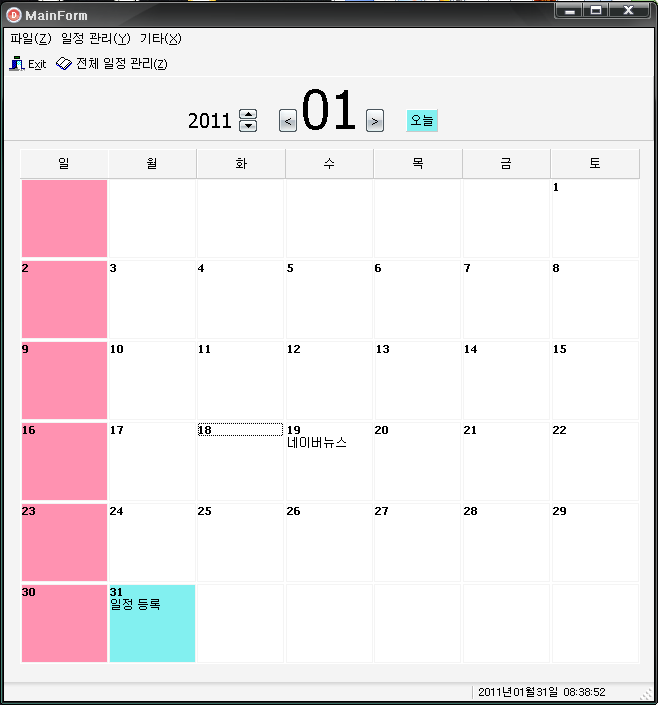 MainForm
파일(Z) 일정 관리(Y) 기타(X)
Exit 전체 일정 관리(Z)
2011 < 01 > 오늘
일 월 화 수 목 금 토
1
2 3 4 5 6 7 8
9 10 11 12 13 14 15
16 17 18 19 20 21 22
네이버뉴스
23 24 25 26 27 28 29
30 31
일정 등록
2011년01월31일 08:38:52